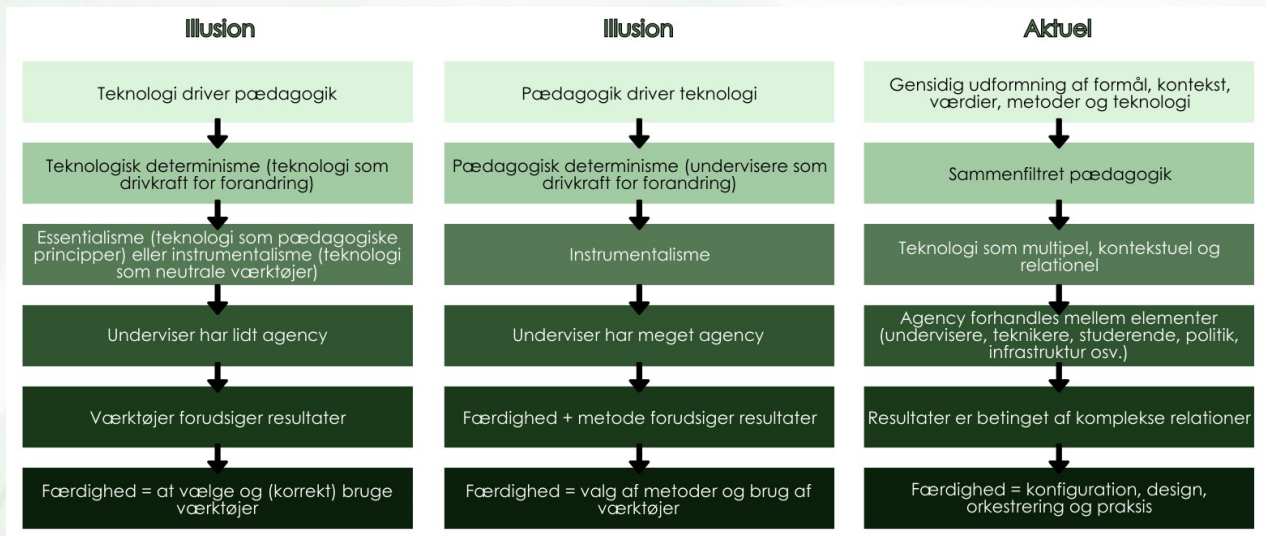 Illusion
Teknologi driver pædagogik
Teknologisk determinisme (teknologi som
drivkraft for forandring)
Essentialisme (teknologi som pædagogiske
principper) eller instrumentalisme (teknologi
som neutrale værktøjer)
Underviser har lidt agency
Værktøjer forudsiger resultater
Færdighed = at vælge og (korrekt) bruge
værktøjer
Illusion
Pædagogik driver teknologi
Pædagogisk determinisme (undervisere som
drivkraft for forandring)
Instrumentalisme
Underviser har meget agency
Færdighed + metode forudsiger resultater
Færdighed = valg af metoder og brug af
værktøjer
Aktuel
Gensidig udformning af formål, kontekst,
værdier, metoder og teknologi
Sammenfiltret pædagogik
Teknologi som multipel, kontekstuel og
relationel
Agency forhandles mellem elementer
(undervisere, teknikere, studerende, politik,
infrastruktur osv.)
Resultater er betinget af komplekse relationer
Færdighed = konfiguration, design,
orkestrering og praksis